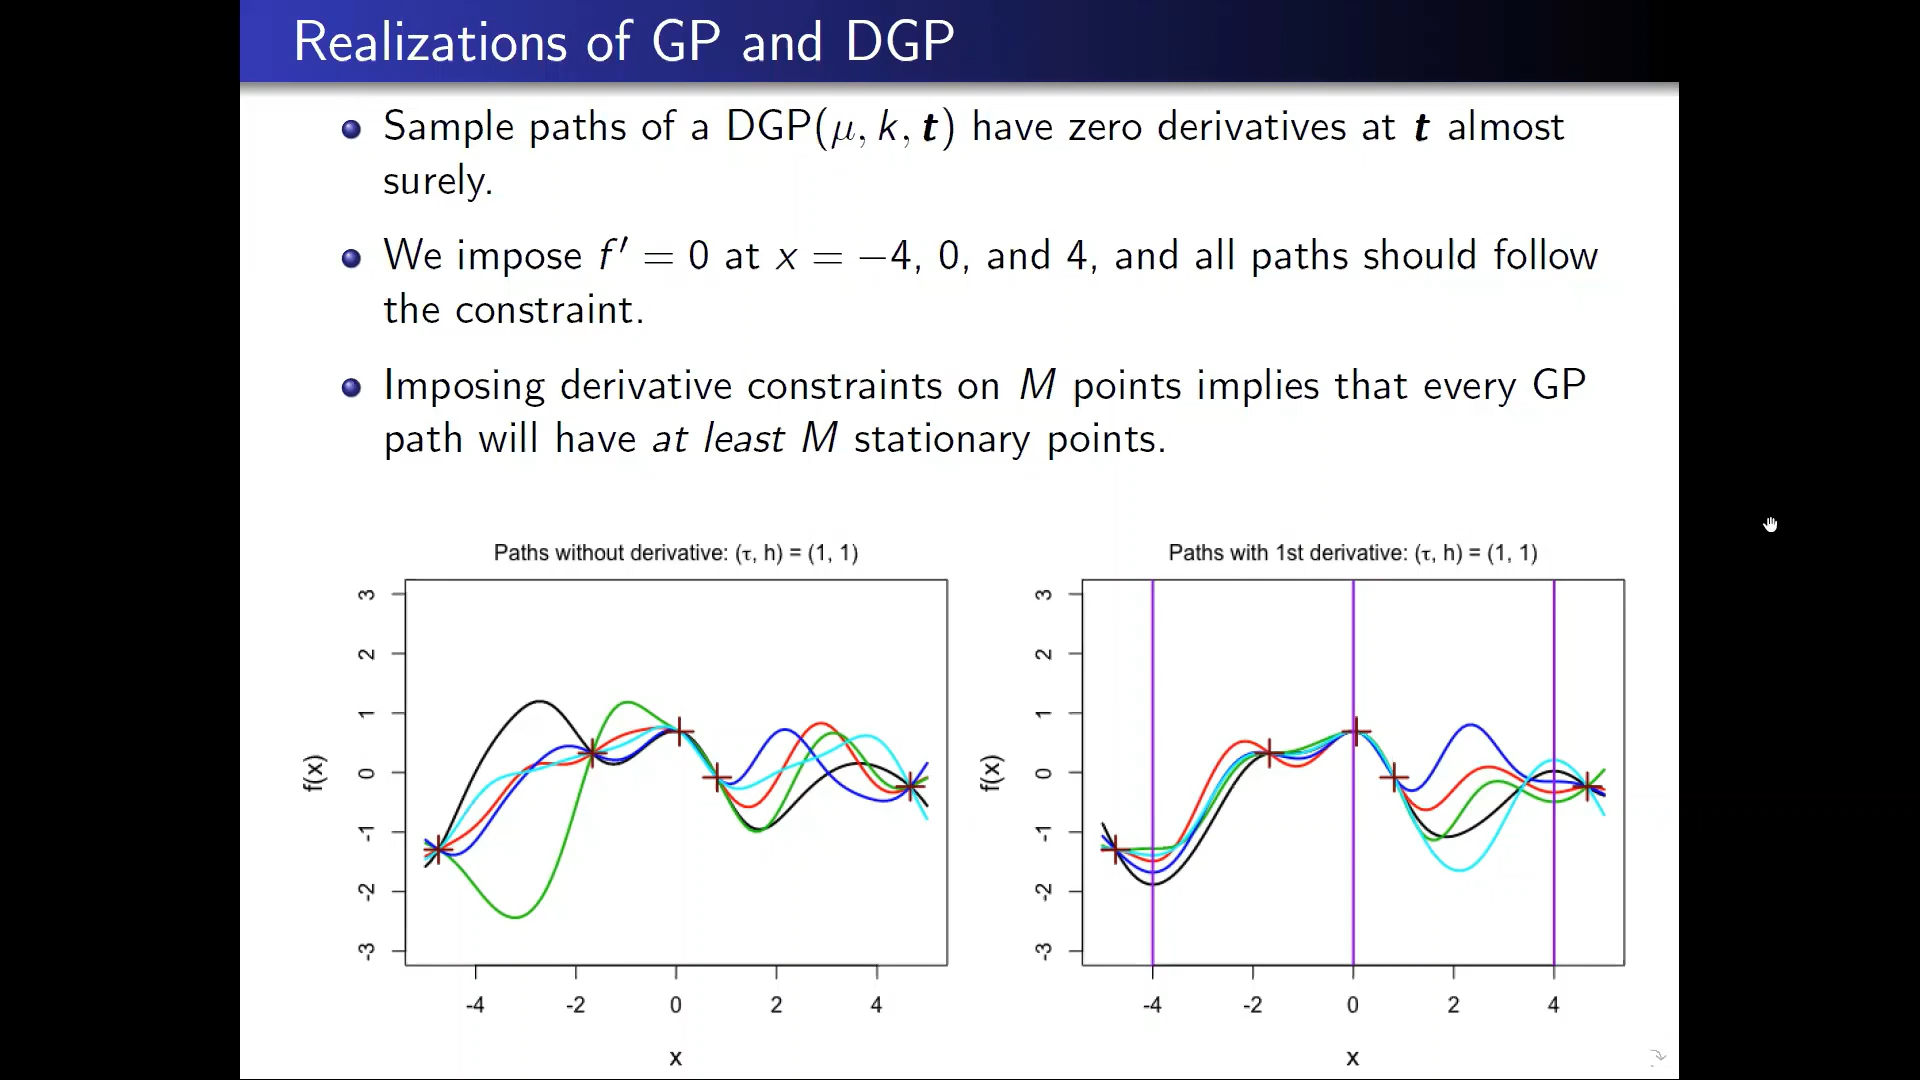 Realizations of GP and DGP
Sample paths of a DGP(μ, k, t) have zero derivatives at t almost
surely.
We impose f′ = 0 at x = −4, 0, and 4, and all paths should follow
the constraint.
Imposing derivative constraints on M points implies that every GP
path will have at least M stationary points.
Paths without derivative: (τ, h) = (1, 1)
f(x)
3
2
1
0
-1
-2
-3
-4
-2
0
2
4
x
Paths with 1st derivative: (τ, h) = (1, 1)
f(x)
3
2
1
0
-1
-2
-3
-4
-2
0
2
4
x